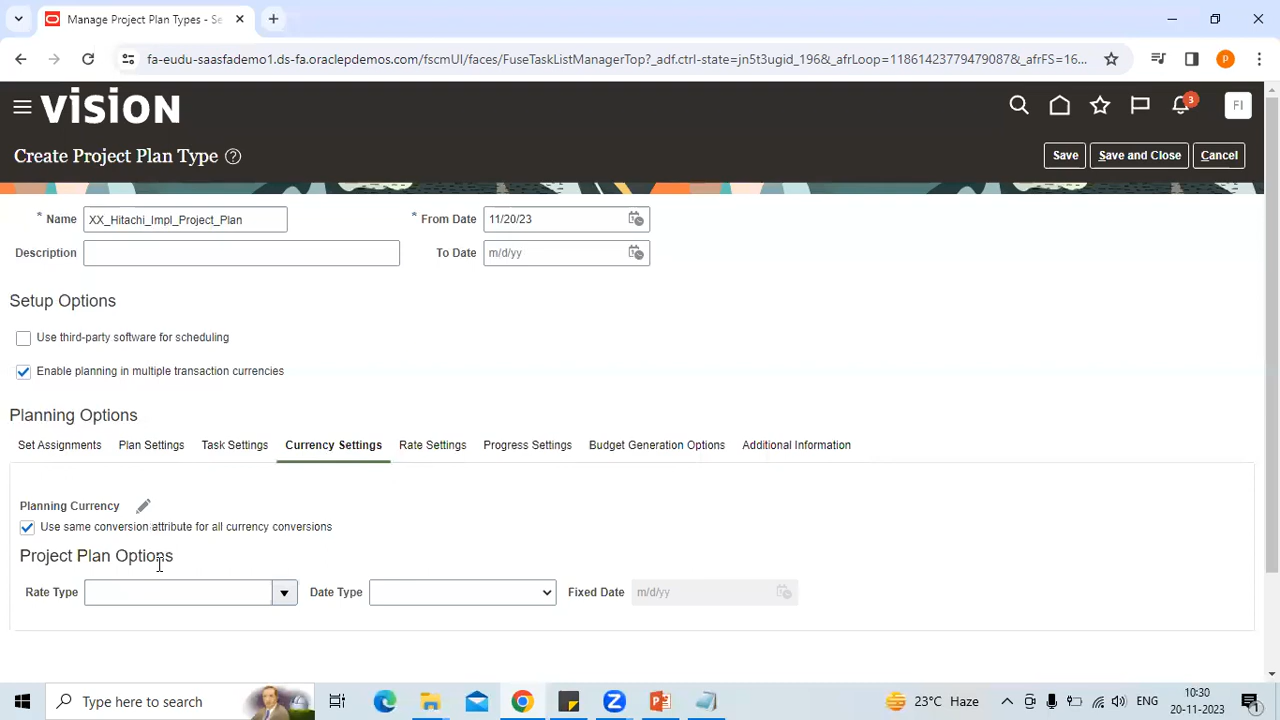 Manage Project Plan Types - Se
fa-eudu-saasfademo1.ds-fa.oraclepdemos.com/fscmUI/faces/FuseTaskListManagerTop?_adf.ctrl-state=jn5t3ugid_196&_afrLoop=1186142377947908​7&_afrFS=16...
P
VISION
3
FI
Create Project Plan Type ?
Save
Save and Close
Cancel
* Name XX_Hitachi_Impl_Project_Plan
* From Date 11/20/23
Description
To Date m/d/yy
Setup Options
Use third-party software for scheduling
Enable planning in multiple transaction currencies
Planning Options
Set Assignments Plan Settings Task Settings Currency Settings Rate Settings Progress Settings Budget Generation Options Additional Information
Planning Currency
Use same conversion attribute for all currency conversions
Project Plan Options
Rate Type
Date Type
Fixed Date m/d/yy
Type here to search
23°C Haze
ENG
10:30
20-11-2023
1